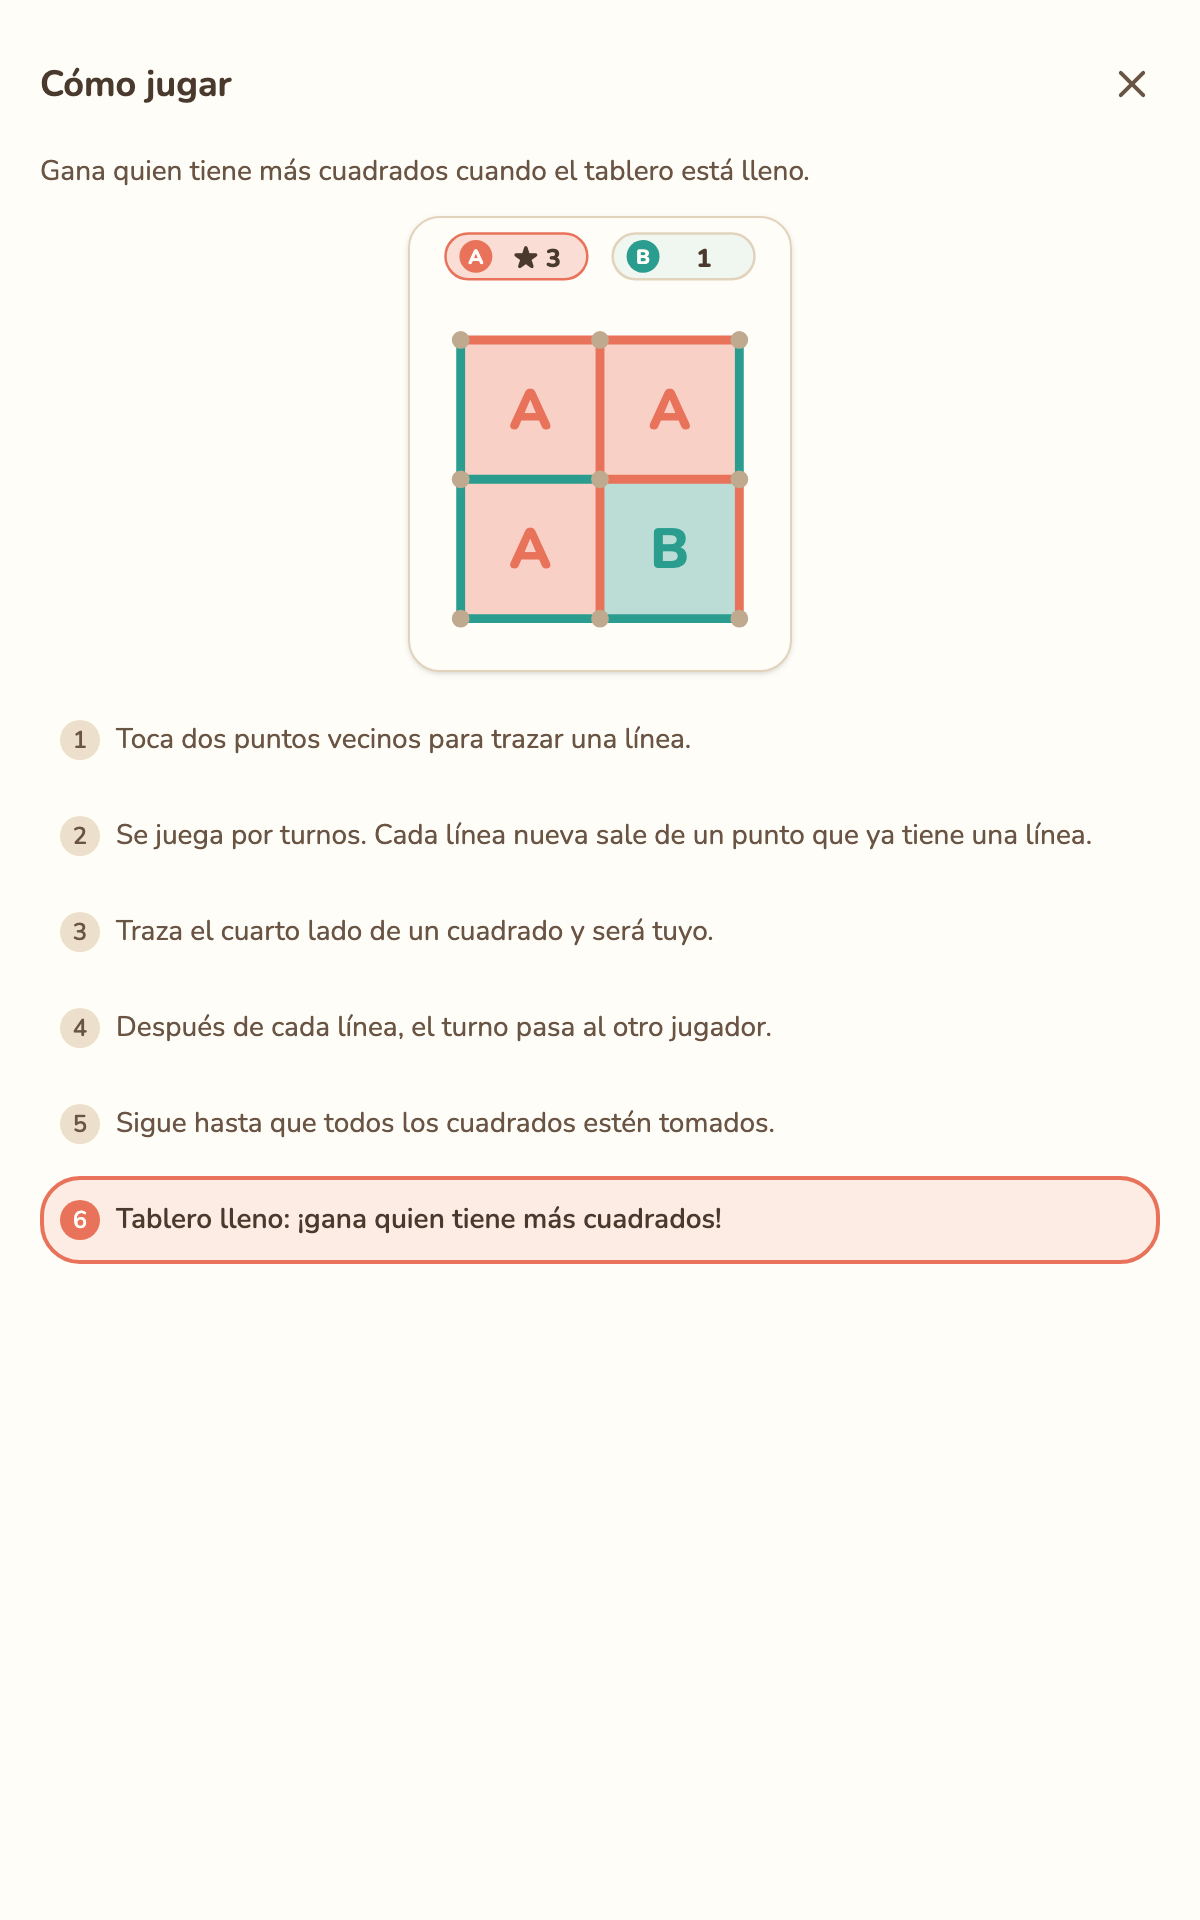 Cómo jugar
Gana quien tiene más cuadrados cuando el tablero está lleno.
A ★ 3 B 1
A A
A B
1 Toca dos puntos vecinos para trazar una línea.
2 Se juega por turnos. Cada línea nueva sale de un punto que ya tiene una línea.
3 Traza el cuarto lado de un cuadrado y será tuyo.
4 Después de cada línea, el turno pasa al otro jugador.
5 Sigue hasta que todos los cuadrados estén tomados.
6 Tablero lleno: ¡gana quien tiene más cuadrados!